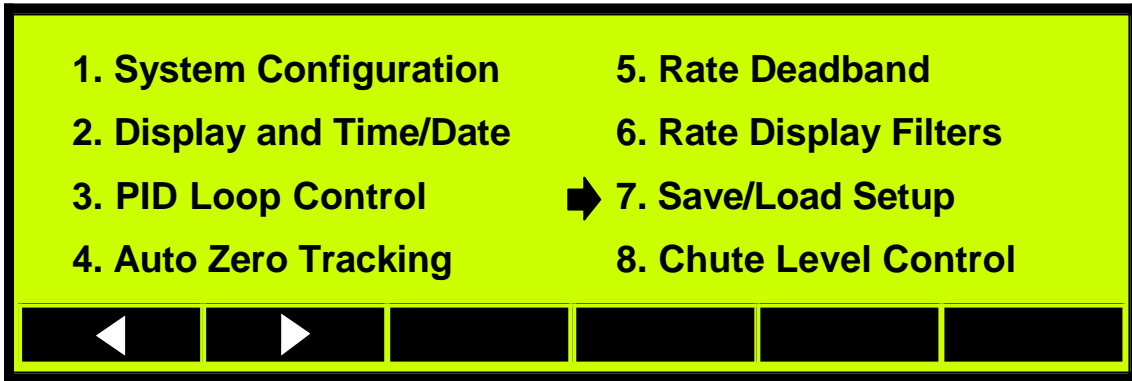 1. System Configuration
2. Display and Time/Date
3. PID Loop Control
4. Auto Zero Tracking
5. Rate Deadband
6. Rate Display Filters
7. Save/Load Setup
8. Chute Level Control